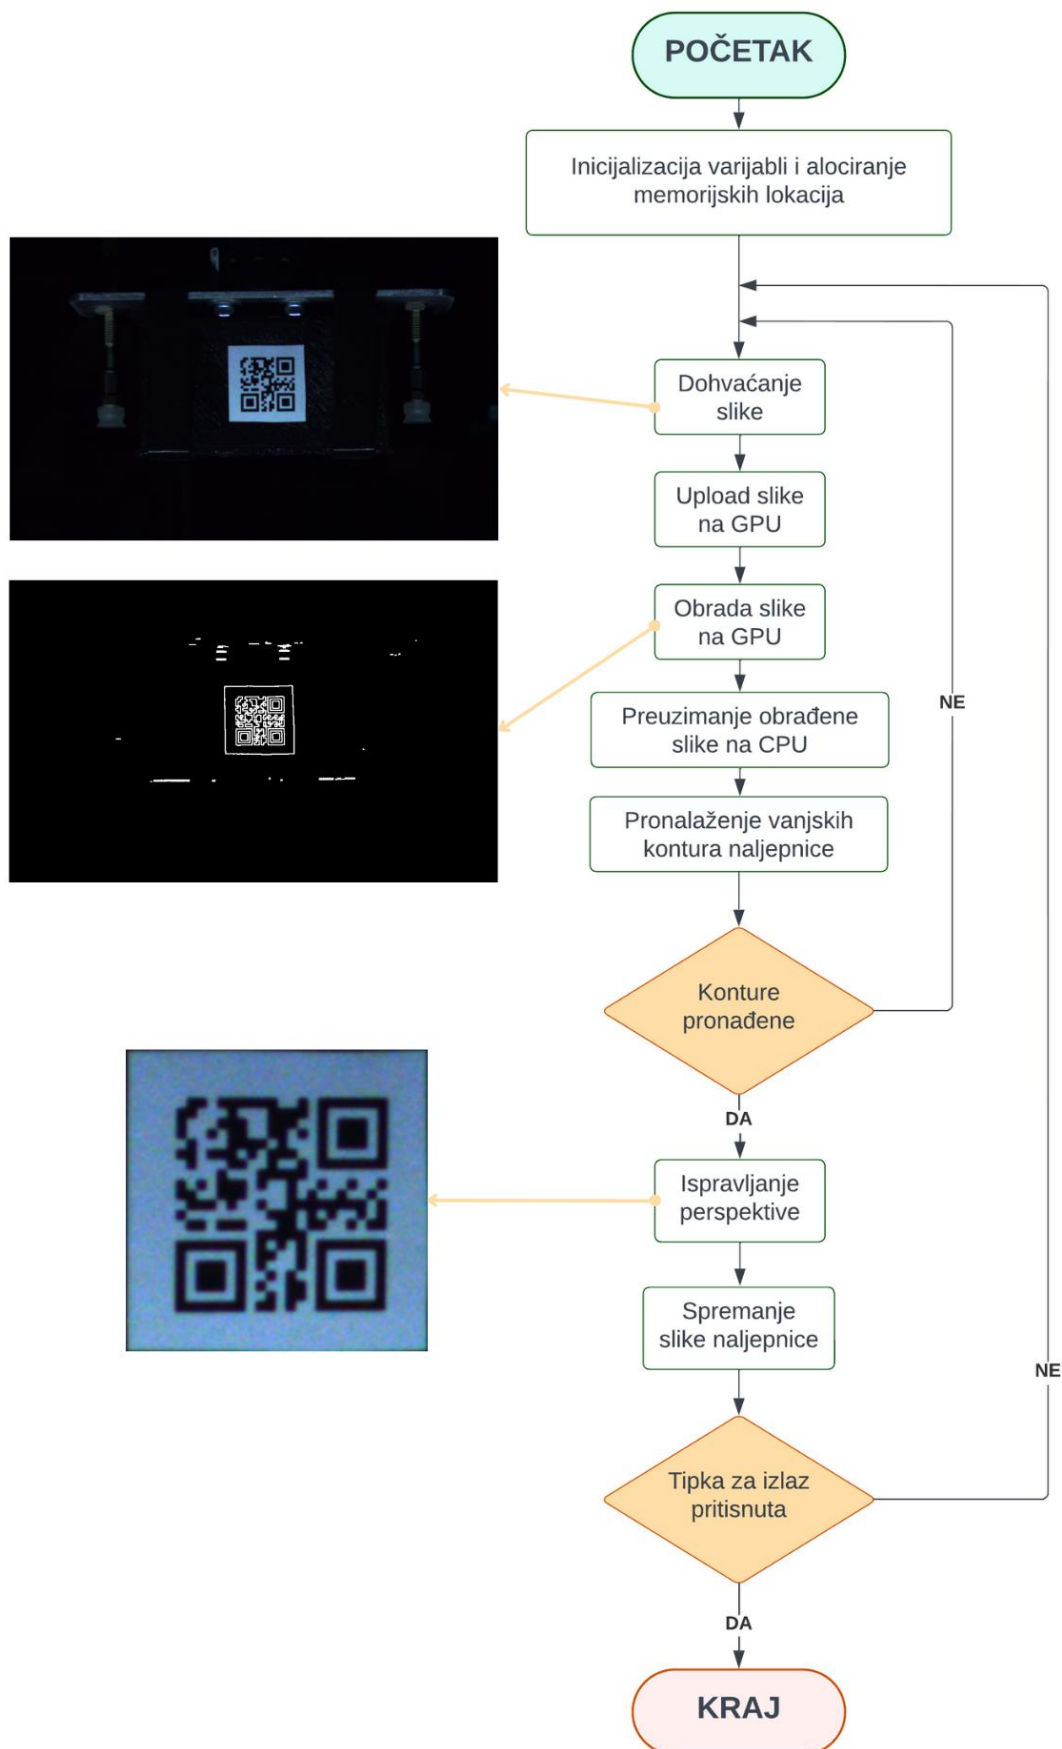 POČETAK
Inicijalizacija varijabli i alociranje
memorijskih lokacija
Dohvaćanje
slike
Upload slike
na GPU
Obrada slike
na GPU
Preuzimanje obrađene
slike na CPU
NE
Pronalaženje vanjskih
kontura naljepnice
Konture
pronađene
DA
Ispravljanje
perspektive
Spremanje
slike naljepnice
NE
Tipka za izlaz
pritisnuta
DA
KRAJ